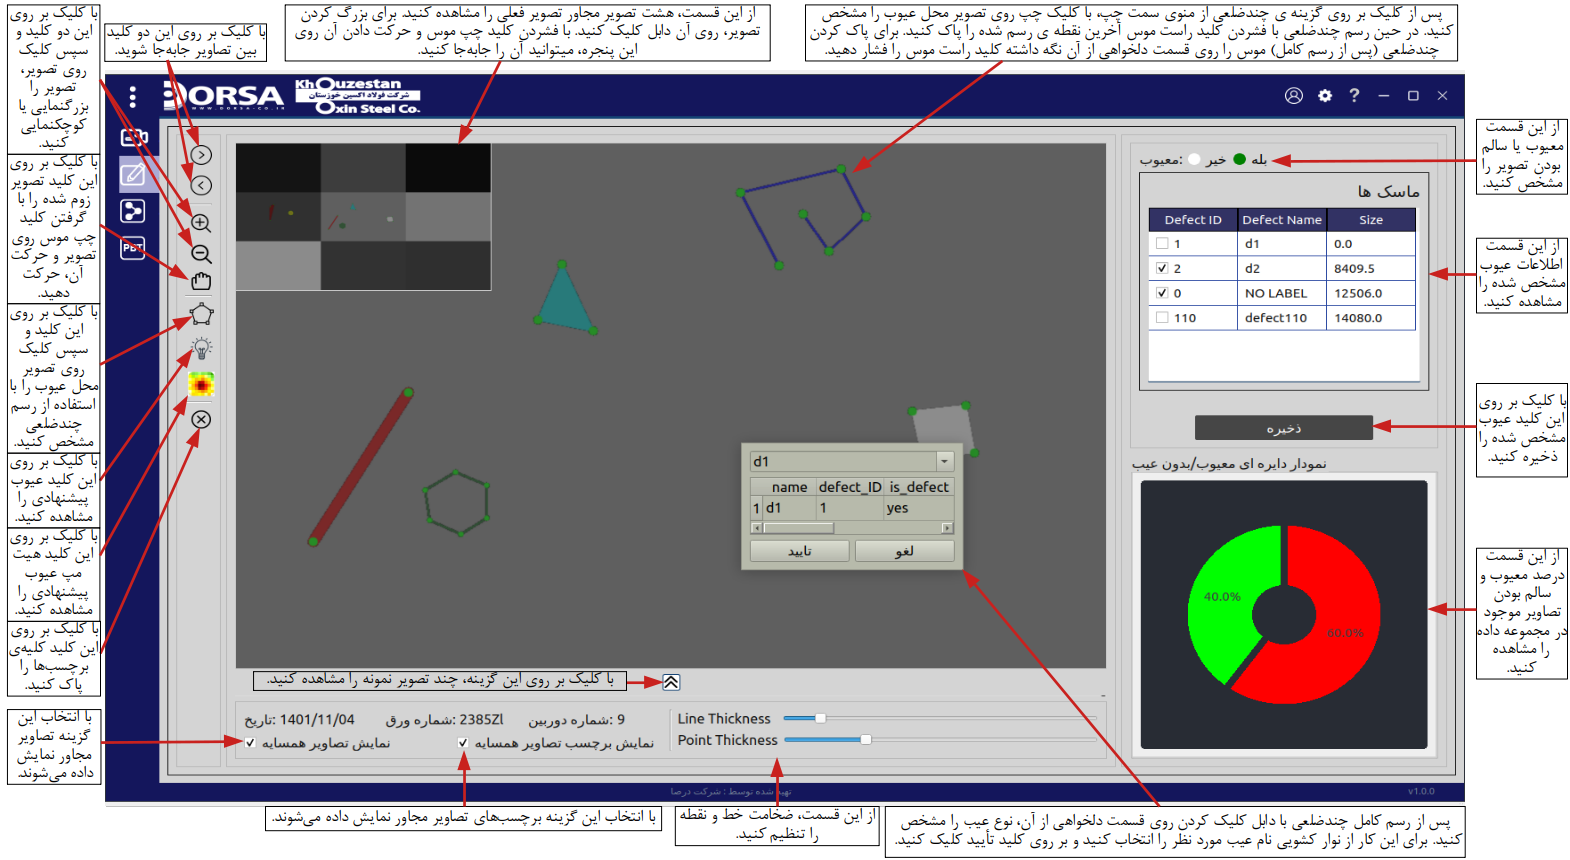 با کلیک بر روی
این دو کلید و
سپس کلیک
روی تصویر،
تصویر را
بزرگنمایی یا
کوچکنمایی
کنید.
با کلیک بر روی این دو کلید
بین تصاویر جابه‌جا شوید.
از این قسمت، هشت تصویر مجاور تصویر فعلی را مشاهده کنید. برای بزرگ کردن
تصویر، روی آن دابل کلیک کنید. با فشردن کلید چپ موس و حرکت دادن آن روی
این پنجره، میتوانید آن را جابه‌جا کنید.
پس از کلیک بر روی گزینه ی چندضلعی از منوی سمت چپ، با کلیک چپ روی تصویر محل عیوب را مشخص
کنید. در حین رسم چندضلعی با فشردن کلید راست موس آخرین نقطه ی رسم شده را پاک کنید. برای پاک کردن
چندضلعی (پس از رسم کامل) موس را روی قسمت دلخواهی از آن نگه داشته کلید راست موس را فشار دهید.
DORSA
WWW.DORSA-CO.IR
Khouzestan
شرکت فولاد اکسین خوزستان
Oxin Steel Co.
با کلیک بر روی
این کلید تصویر
زوم شده را با
گرفتن کلید
چپ موس روی
تصویر و حرکت
آن، حرکت
دهید.
با کلیک بر روی
این کلید و
سپس کلیک
روی تصویر
محل عیوب را با
استفاده از رسم
چندضلعی
مشخص کنید.
با کلیک بر روی
این کلید عیوب
پیشنهادی را
مشاهده کنید.
با کلیک بر روی
این کلید هیت
مپ عیوب
پیشنهادی را
مشاهده کنید.
با کلیک بر روی
این کلید کلیه‌ی
برچسب‌ها را
پاک کنید.
با انتخاب این
گزینه تصاویر
مجاور نمایش
داده می‌شوند.
PBT
معیوب: خیر بله
ماسک ها
Defect ID Defect Name Size
1 d1 0.0
2 d2 8409.5
0 NO LABEL 12506.0
110 defect110 14080.0
ذخیره
نمودار دایره ای معیوب/بدون عیب
40.0%
60.0%
از این قسمت
معیوب یا سالم
بودن تصویر را
مشخص کنید.
از این قسمت
اطلاعات عیوب
مشخص شده را
مشاهده کنید.
با کلیک بر روی
این کلید عیوب
مشخص شده را
ذخیره کنید.
از این قسمت
درصد معیوب و
سالم بودن
تصاویر موجود
در مجموعه داده
را مشاهده
کنید.
d1
name defect_ID is_defect
1 d1 1 yes
تایید لغو
با کلیک بر روی این گزینه، چند تصویر نمونه را مشاهده کنید.
تاریخ: 1401/11/04 شماره ورق: 2385Zl شماره دوربین: 9
نمایش تصاویر همسایه
نمایش برچسب تصاویر همسایه
Line Thickness
Point Thickness
تهیه شده توسط : شرکت درصا
v1.0.0
با انتخاب این گزینه برچسب‌های تصاویر مجاور نمایش داده می‌شوند.
از این قسمت، ضخامت خط و نقطه
را تنظیم کنید.
پس از رسم کامل چندضلعی با دابل کلیک کردن روی قسمت دلخواهی از آن، نوع عیب را مشخص
کنید. برای این کار از نوار کشویی نام عیب مورد نظر را انتخاب کنید و بر روی کلید تأیید کلیک کنید.